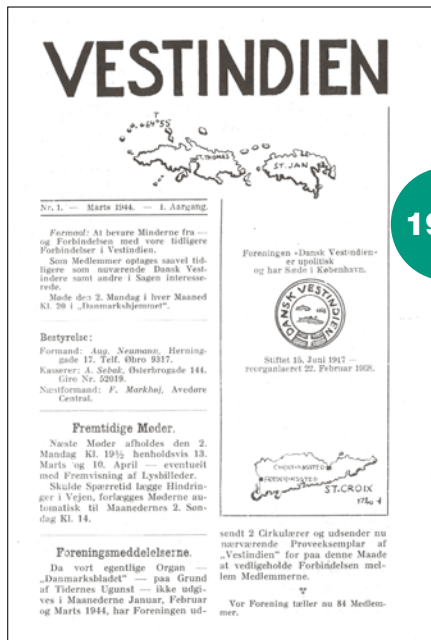 VESTINDIEN
ST. THOMAS
ST. JAN
Nr. 1. — Marts 1944. — 1. Aargang.
Formaal: At bevare Minderne fra —
og Forbindelsen med vore tidligere
Forbindelser i Vestindien.
Som Medlemmer optages saavel tid-
ligere som nuværende Dansk Vest-
indere samt andre i Sagen interesse-
rede.
Møde den 2. Mandag i hver Maaned
Kl. 20 i „Danmarkshjemmet".
Bestyrelse:
Formand: Aug. Neumann, Herning-
gade 17. Telf. Øbro 9317.
Kasserer: A. Sebak, Østerbrogade 144.
Giro Nr. 52019.
Næstformand: F. Markhøj, Avedøre
Central.
Fremtidige Møder.
Næste Møder afholdes den 2.
Mandag Kl. 19½ henholdsvis 13.
Marts og 10. April — eventuelt
med Fremvisning af Lysbilleder.
Skulde Spærretid lægge Hindrin-
ger i Vejen, forlægges Møderne au-
tomatisk til Maanedernes 2. Søn-
dag Kl. 14.
Foreningsmeddelelserne.
Da vort egentlige Organ —
„Danmarksbladet" — paa Grund
af Tidernes Ugunst — ikke udgi-
ves i Maanederne Januar, Februar
og Marts 1944, har Foreningen ud-
Foreningen »Dansk Vestindien«
er upolitisk
og har Sæde i København.
DANSK VESTINDIEN
Stiftet 15. Juni 1917 —
reorganiseret 22. Februar 1938.
CHRISTIANSSTED
FREDERIKSSTED
ST. CROIX
sendt 2 Cirkulærer og udsender nu
nærværende Prøveeksemplar af
„Vestindien" for paa denne Maade
at vedligeholde Forbindelsen mel-
lem Medlemmerne.
Vor Forening tæller nu 84 Medlem-
mer.
19